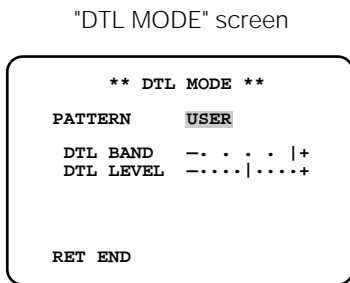 "DTL MODE" screen
** DTL MODE **
PATTERN USER
DTL BAND −. . . . |+
DTL LEVEL −····|····+
RET END